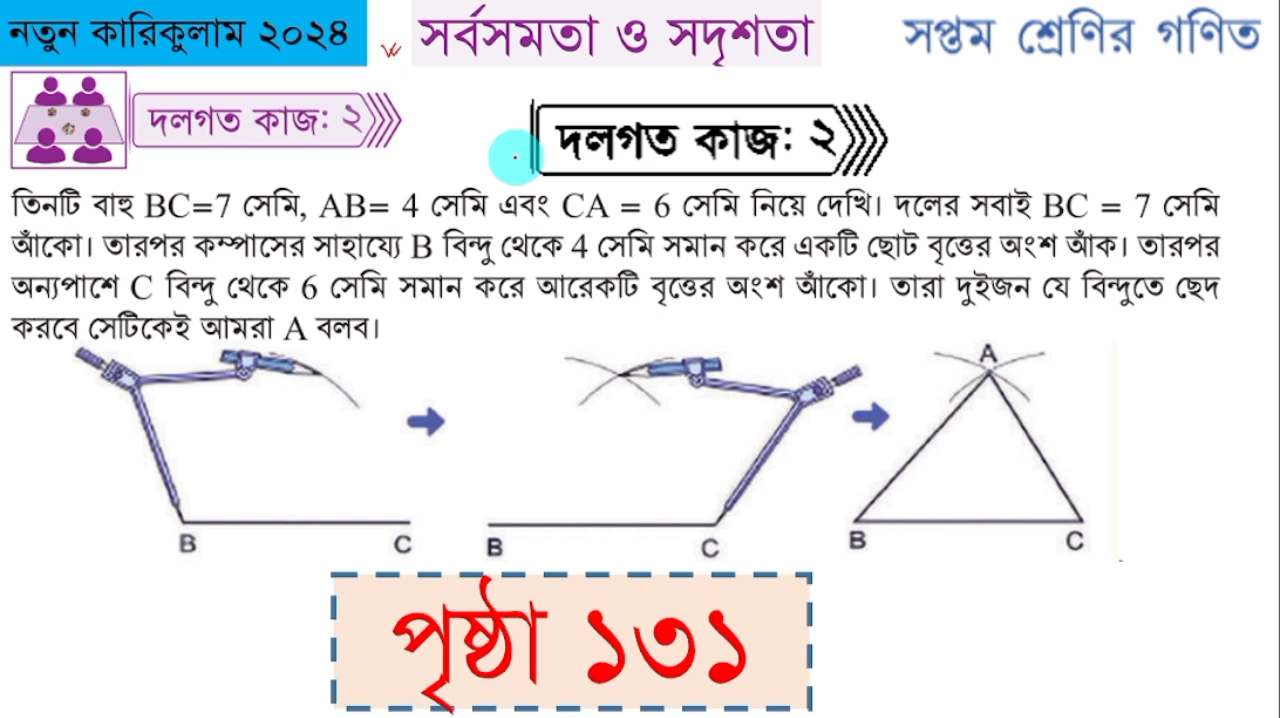 নতুন কারিকুলাম ২০২৪
সর্বসমতা ও সদৃশতা
সপ্তম শ্রেণির গণিত
দলগত কাজ: ২
দলগত কাজ: ২
তিনটি বাহু BC=7 সেমি, AB= 4 সেমি এবং CA = 6 সেমি নিয়ে দেখি। দলের সবাই BC = 7 সেমি
আঁকো। তারপর কম্পাসের সাহায্যে B বিন্দু থেকে 4 সেমি সমান করে একটি ছোট বৃত্তের অংশ আঁক। তারপর
অন্যপাশে C বিন্দু থেকে 6 সেমি সমান করে আরেকটি বৃত্তের অংশ আঁকো। তারা দুইজন যে বিন্দুতে ছেদ
করবে সেটিকেই আমরা A বলব।
A
B C B C B C
পৃষ্ঠা ১৩১